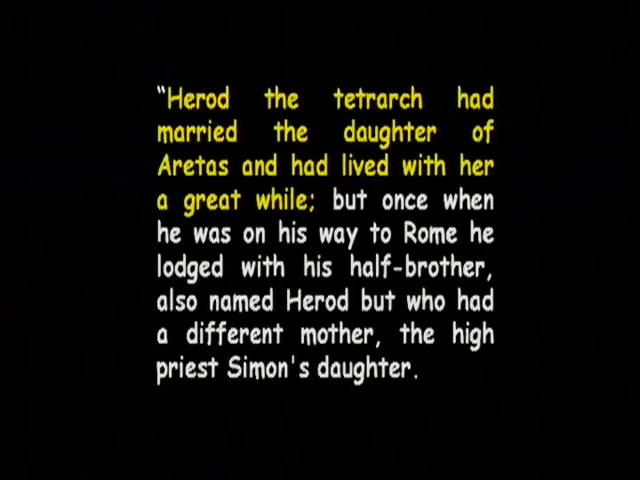 “Herod the tetrarch had
married the daughter of
Aretas and had lived with her
a great while; but once when
he was on his way to Rome he
lodged with his half-brother,
also named Herod but who had
a different mother, the high
priest Simon's daughter.